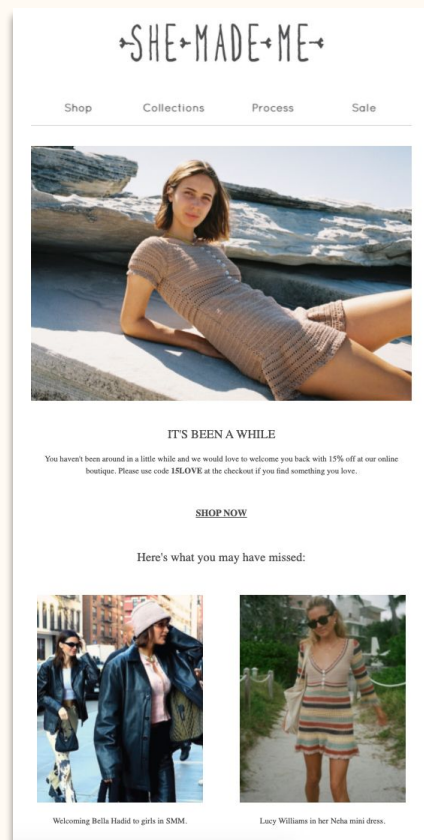 SHE MADE ME
Shop Collections Process Sale
IT'S BEEN A WHILE
You haven't been around in a little while and we would love to welcome you back with 15% off at our online
boutique. Please use code 15LOVE at the checkout if you find something you love.
SHOP NOW
Here's what you may have missed:
Welcoming Bella Hadid to girls in SMM.
Lucy Williams in her Neha mini dress.